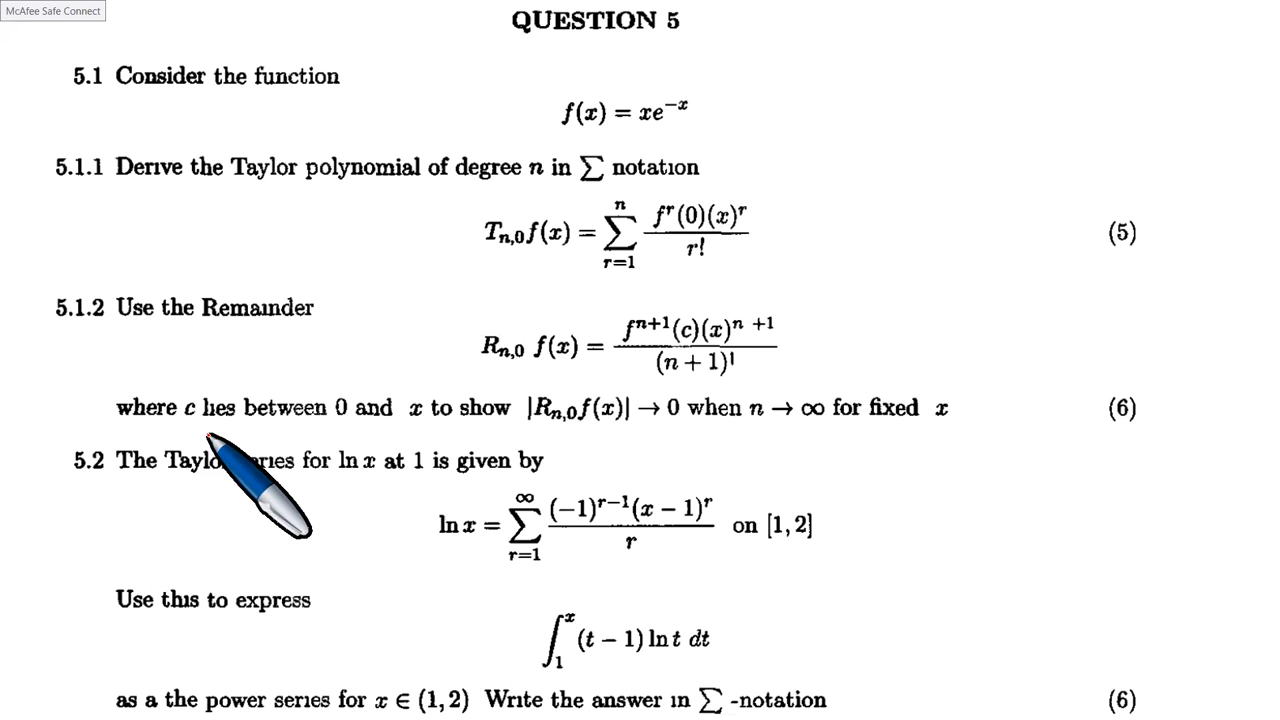 McAfee Safe Connect
QUESTION 5
5.1 Consider the function
f(x) = xe^{-x}
5.1.1 Derive the Taylor polynomial of degree n in ∑ notation
T_{n,0}f(x) = ∑_{r=1}^{n} \frac{f^r(0)(x)^r}{r!} (5)
5.1.2 Use the Remainder
R_{n,0} f(x) = \frac{f^{n+1}(c)(x)^{n +1}}{(n + 1)!}
where c lies between 0 and x to show |R_{n,0}f(x)| → 0 when n → ∞ for fixed x (6)
5.2 The for ln x at 1 is given by
ln x = ∑_{r=1}^{∞} \frac{(-1)^{r-1}(x - 1)^r}{r} on [1, 2]
Use this to express
∫_1^x (t - 1) ln t dt
as a the power series for x ∈ (1, 2) Write the answer in ∑ -notation (6)